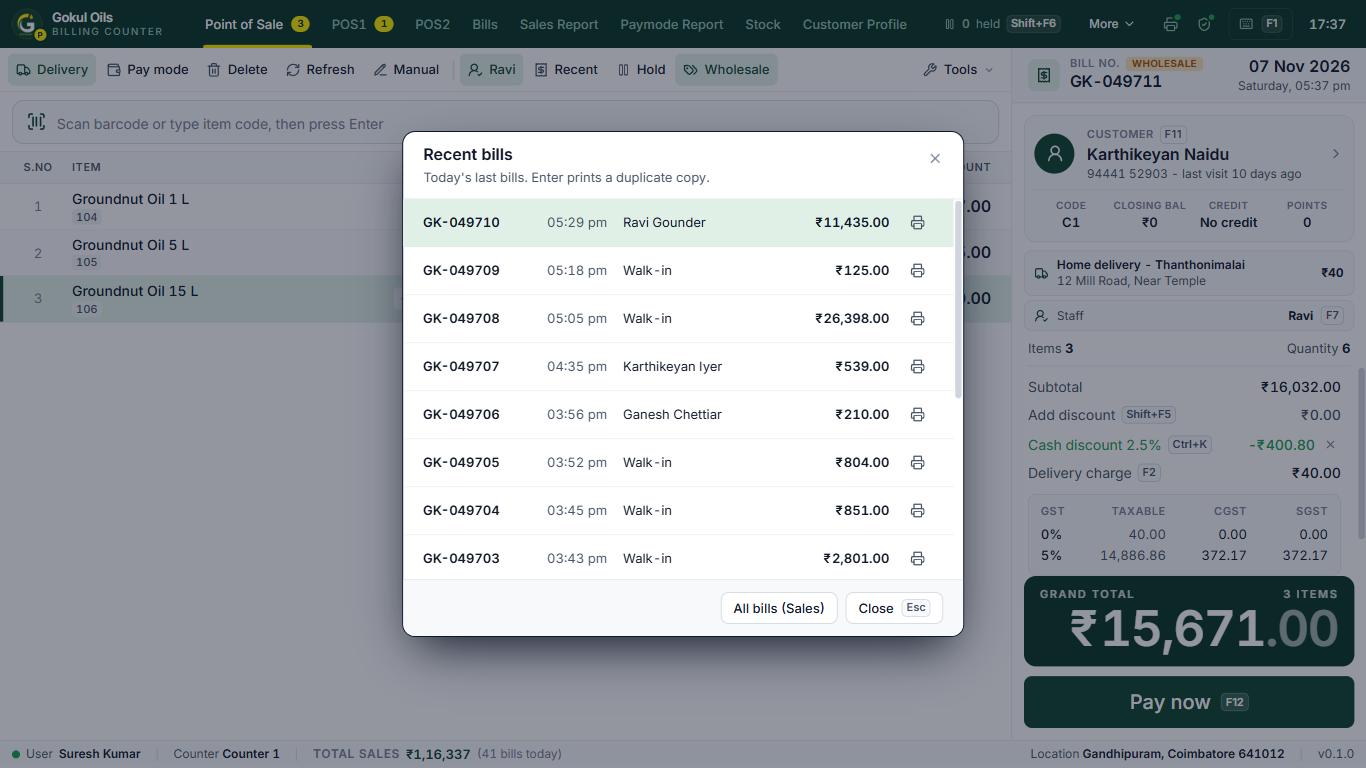 Gokul Oils
BILLING COUNTER
P
Point of Sale 3
POS1 1
POS2
Bills
Sales Report
Paymode Report
Stock
Customer Profile
0 held Shift+F6
More
F1
17:37
Delivery
Pay mode
Delete
Refresh
Manual
Ravi
Recent
Hold
Wholesale
Tools
Scan barcode or type item code, then press Enter
S.NO ITEM
1 Groundnut Oil 1 L
104
2 Groundnut Oil 5 L
105
3 Groundnut Oil 15 L
106
Recent bills
Today's last bills. Enter prints a duplicate copy.
GK-049710 05:29 pm Ravi Gounder ₹11,435.00
GK-049709 05:18 pm Walk-in ₹125.00
GK-049708 05:05 pm Walk-in ₹26,398.00
GK-049707 04:35 pm Karthikeyan Iyer ₹539.00
GK-049706 03:56 pm Ganesh Chettiar ₹210.00
GK-049705 03:52 pm Walk-in ₹804.00
GK-049704 03:45 pm Walk-in ₹851.00
GK-049703 03:43 pm Walk-in ₹2,801.00
All bills (Sales)
Close Esc
BILL NO. WHOLESALE
GK-049711
07 Nov 2026
Saturday, 05:37 pm
CUSTOMER F11
Karthikeyan Naidu
94441 52903 - last visit 10 days ago
CODE CLOSING BAL CREDIT POINTS
C1 ₹0 No credit 0
Home delivery - Thanthonimalai ₹40
12 Mill Road, Near Temple
Staff Ravi F7
Items 3 Quantity 6
Subtotal ₹16,032.00
Add discount Shift+F5 ₹0.00
Cash discount 2.5% Ctrl+K -₹400.80
Delivery charge F2 ₹40.00
GST TAXABLE CGST SGST
0% 40.00 0.00 0.00
5% 14,886.86 372.17 372.17
GRAND TOTAL 3 ITEMS
₹15,671.00
Pay now F12
User Suresh Kumar
Counter Counter 1
TOTAL SALES ₹1,16,337 (41 bills today)
Location Gandhipuram, Coimbatore 641012
v0.1.0